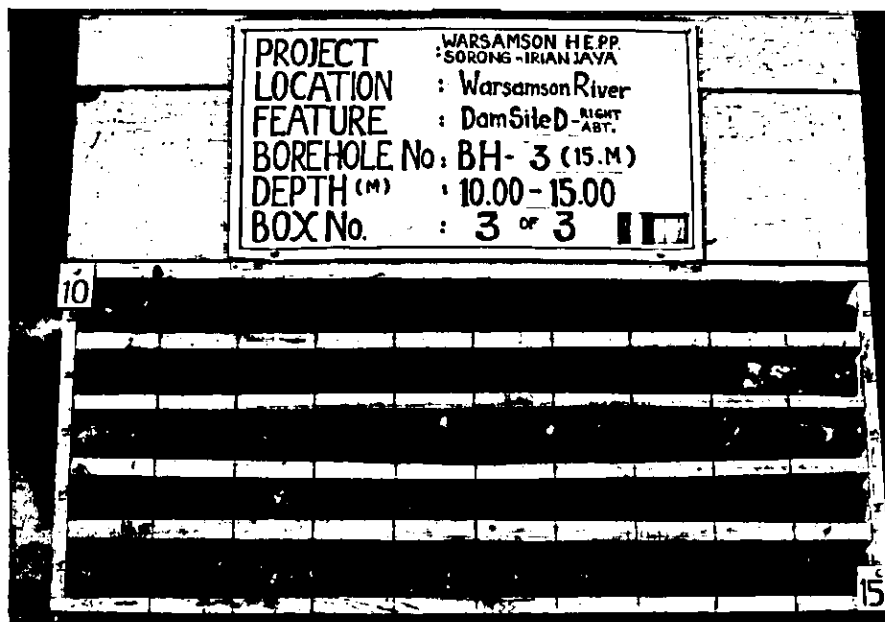 PROJECT : WARSAMSON H.E.PP.
SORONG - IRIAN JAYA
LOCATION : Warsamson River
FEATURE : Dam Site D - RIGHT ABT.
BOREHOLE No : BH - 3 (15.M)
DEPTH (M) : 10.00 - 15.00
BOX No. : 3 OF 3
10
15